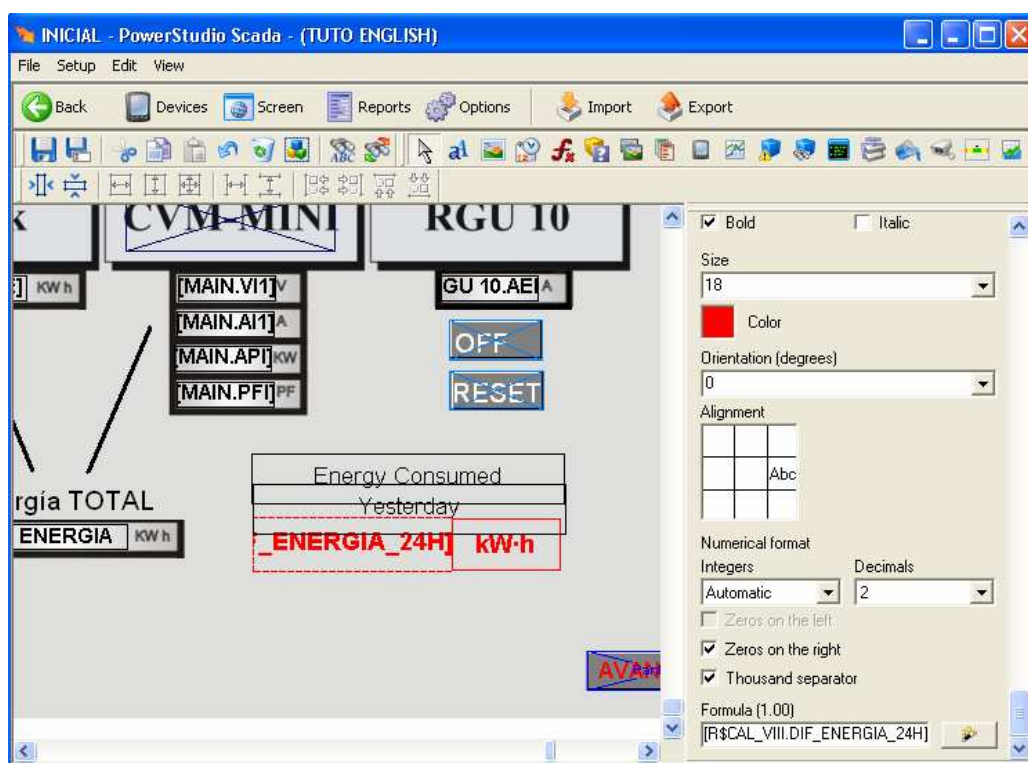 INICIAL - PowerStudio Scada - (TUTO ENGLISH)
File Setup Edit View
Back Devices Screen Reports Options Import Export
CVM-MINI
RGU 10
KWh
[MAIN.VI1] V
GU 10.AEI A
[MAIN.AI1] A
OFF
[MAIN.API] KW
RESET
[MAIN.PFI] PF
Energy Consumed
Yesterday
rgía TOTAL
ENERGIA KWh
_ENERGIA_24H] kW·h
AVAN
Bold Italic
Size
18
Color
Orientation (degrees)
0
Alignment
Abc
Numerical format
Integers Decimals
Automatic 2
Zeros on the left
Zeros on the right
Thousand separator
Formula (1.00)
[R$CAL_VIII.DIF_ENERGIA_24H]